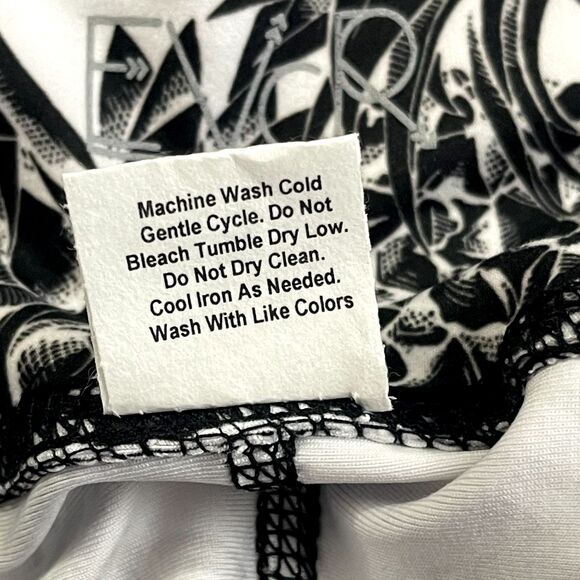 EVCR
Machine Wash Cold
Gentle Cycle. Do Not
Bleach Tumble Dry Low.
Do Not Dry Clean.
Cool Iron As Needed.
Wash With Like Colors